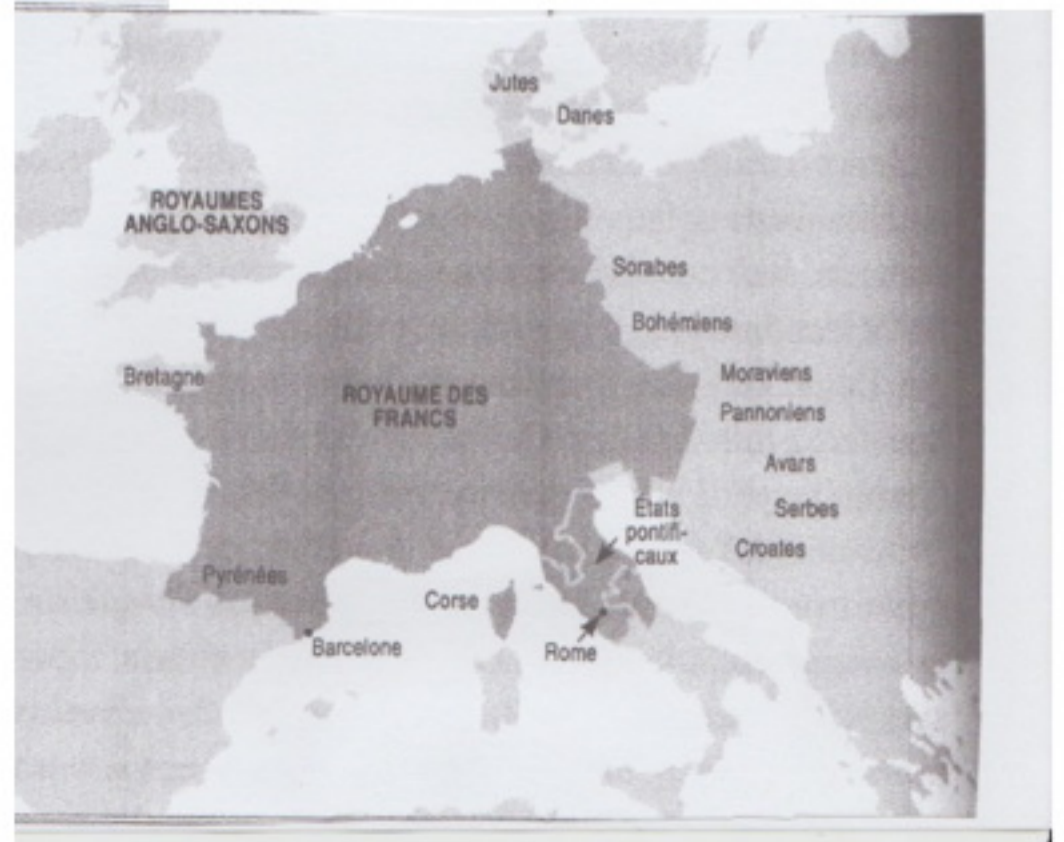 Jutes
Danes
ROYAUMES
ANGLO-SAXONS
Sorabes
Bohémiens
Bretagne
Moraviens
ROYAUME DES
FRANCS
Pannoniens
Avars
Etats
pontifi-
caux
Serbes
Croates
Pyrénées
Corse
Barcelone
Rome